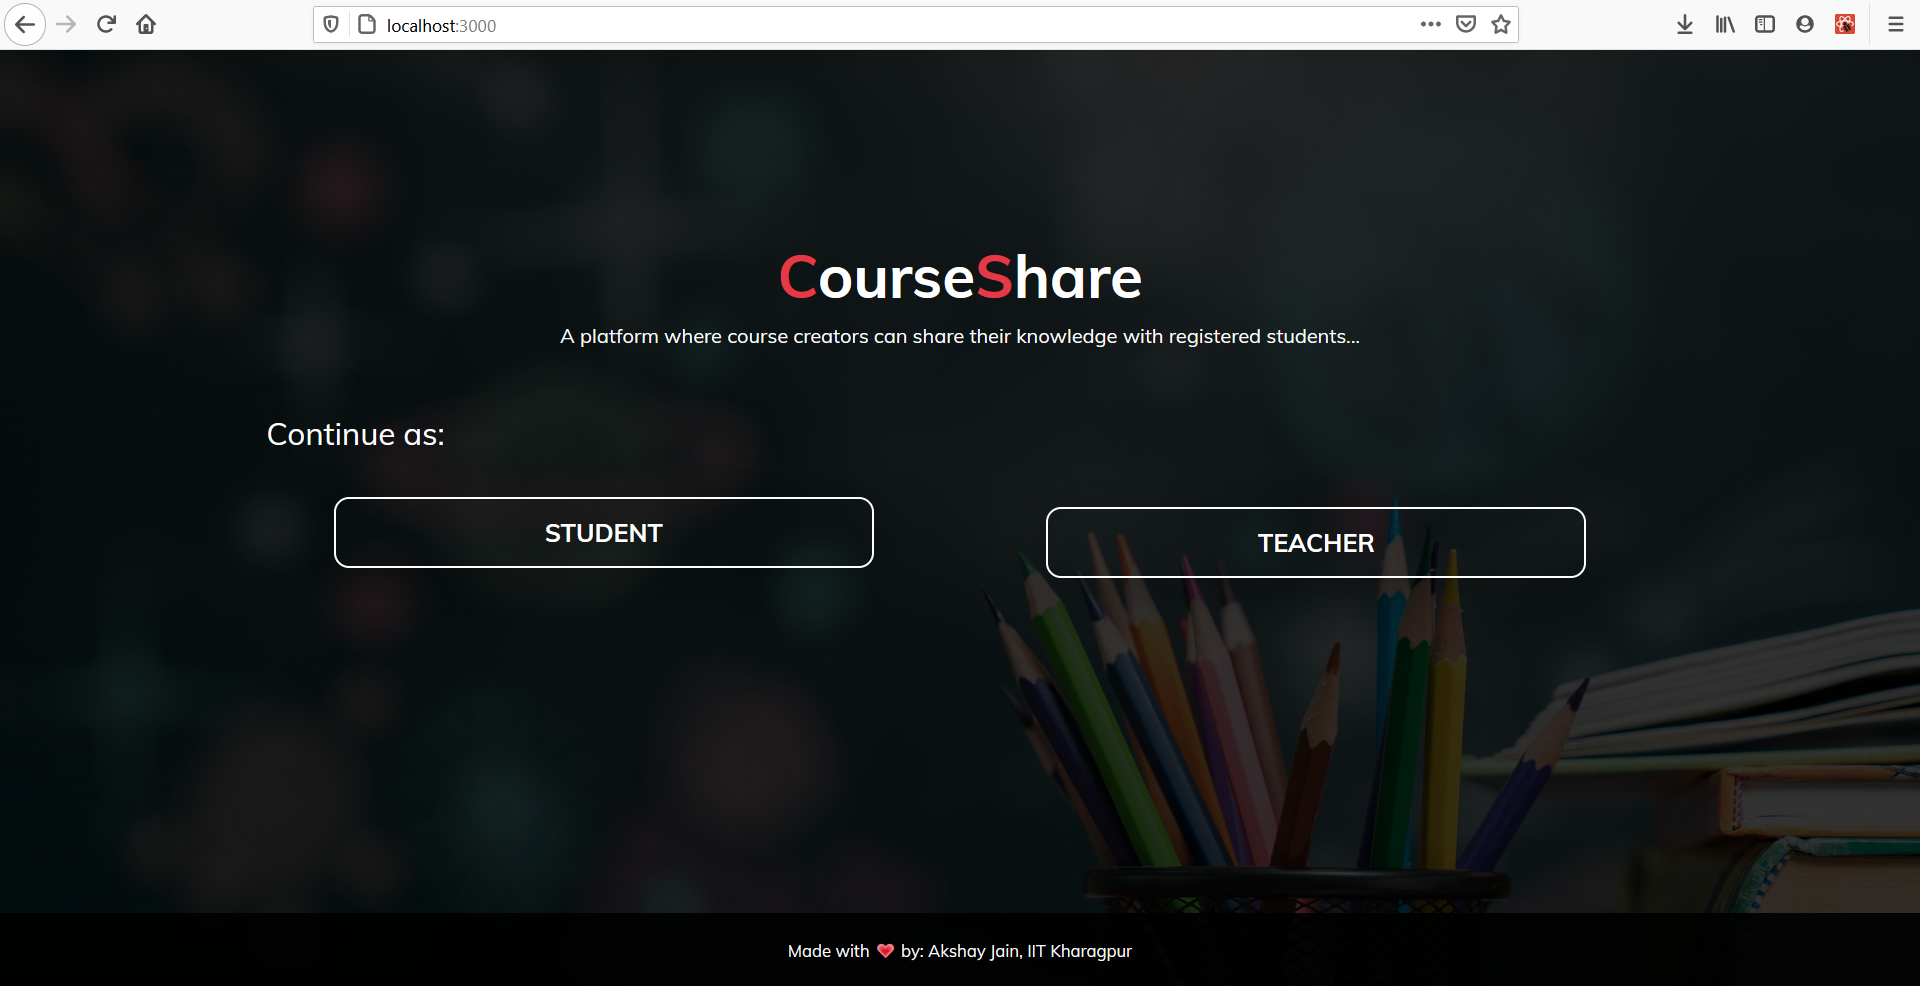 localhost:3000
CourseShare
A platform where course creators can share their knowledge with registered students...
Continue as:
STUDENT
TEACHER
Made with ❤ by: Akshay Jain, IIT Kharagpur